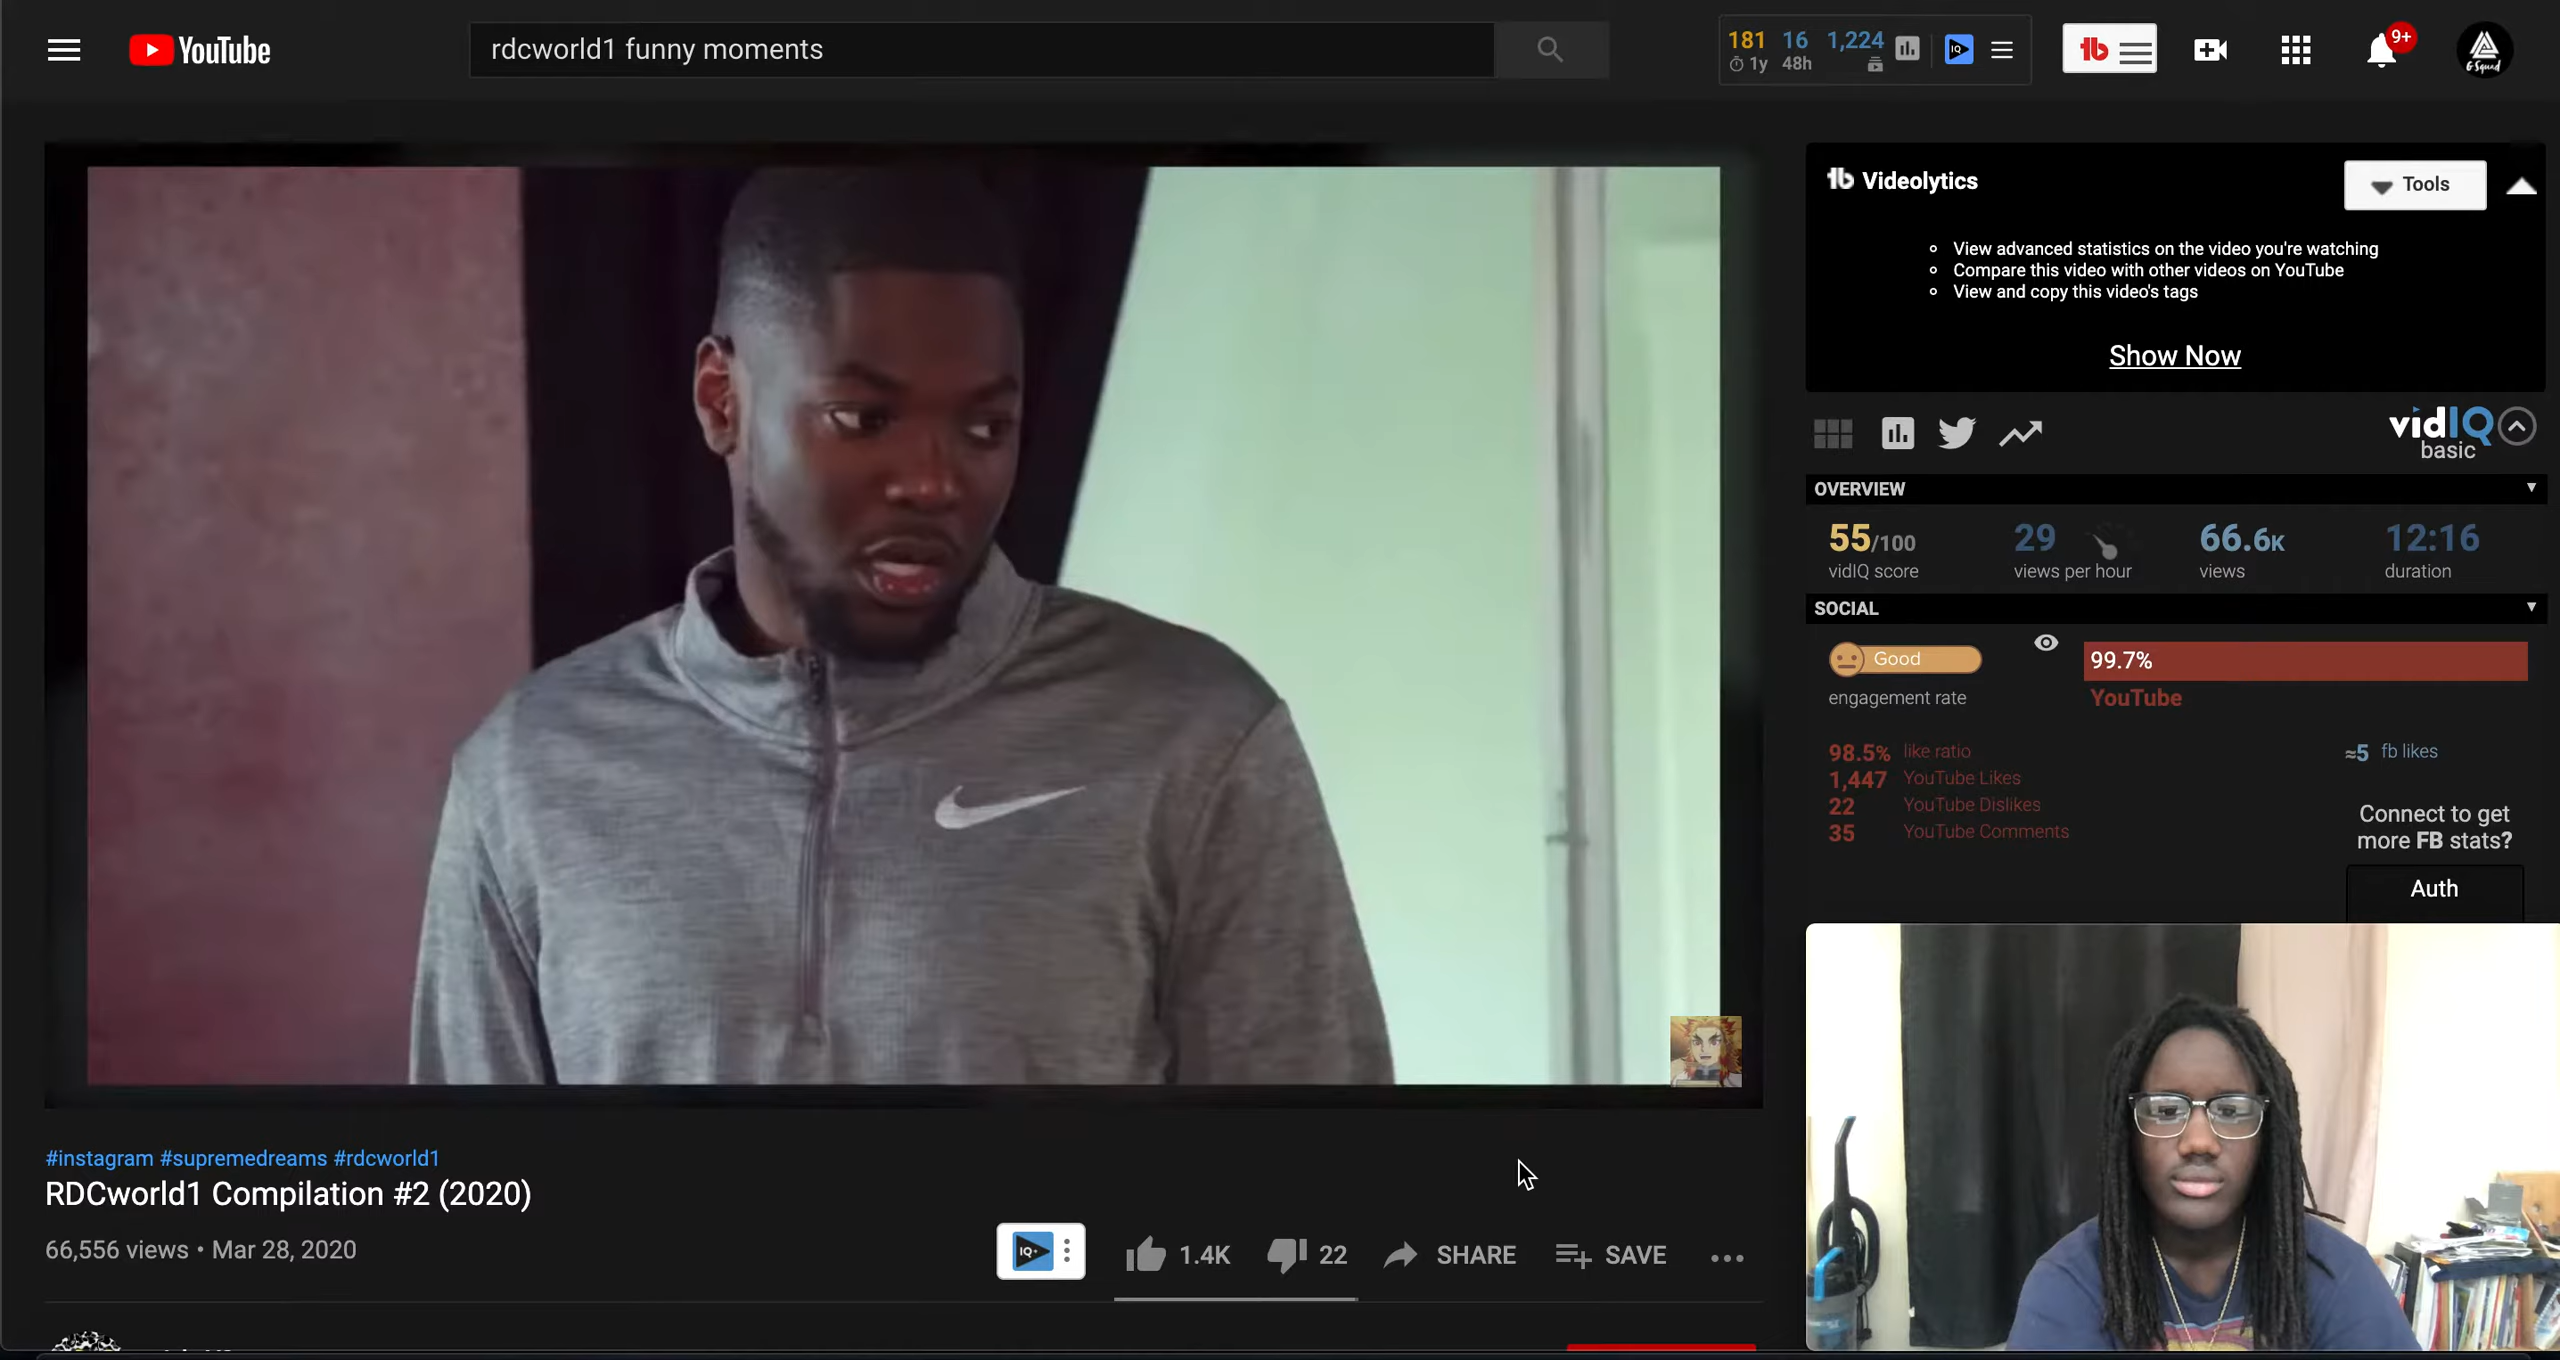 YouTube
rdcworld1 funny moments
181 16 1,224
1y 48h
9+
G Squad
Videolytics
Tools
View advanced statistics on the video you're watching
Compare this video with other videos on YouTube
View and copy this video's tags
Show Now
vidIQ
basic
OVERVIEW
55/100 29 66.6K 12:16
vidIQ score views per hour views duration
SOCIAL
Good 99.7%
engagement rate YouTube
98.5% like ratio ≈5 fb likes
1,447 YouTube Likes
22 YouTube Dislikes
35 YouTube Comments
Connect to get
more FB stats?
Auth
#instagram #supremedreams #rdcworld1
RDCworld1 Compilation #2 (2020)
66,556 views • Mar 28, 2020
IQ 1.4K 22 SHARE SAVE